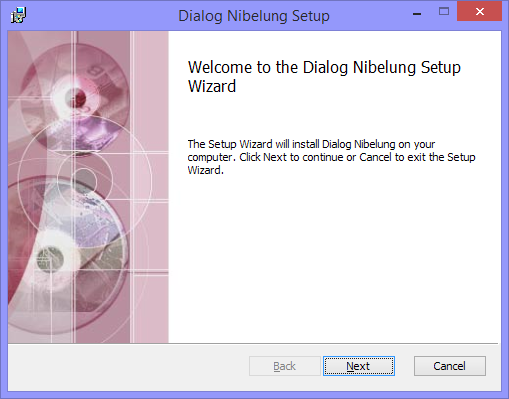 Dialog Nibelung Setup
Welcome to the Dialog Nibelung Setup
Wizard
The Setup Wizard will install Dialog Nibelung on your
computer. Click Next to continue or Cancel to exit the Setup
Wizard.
Back
Next
Cancel